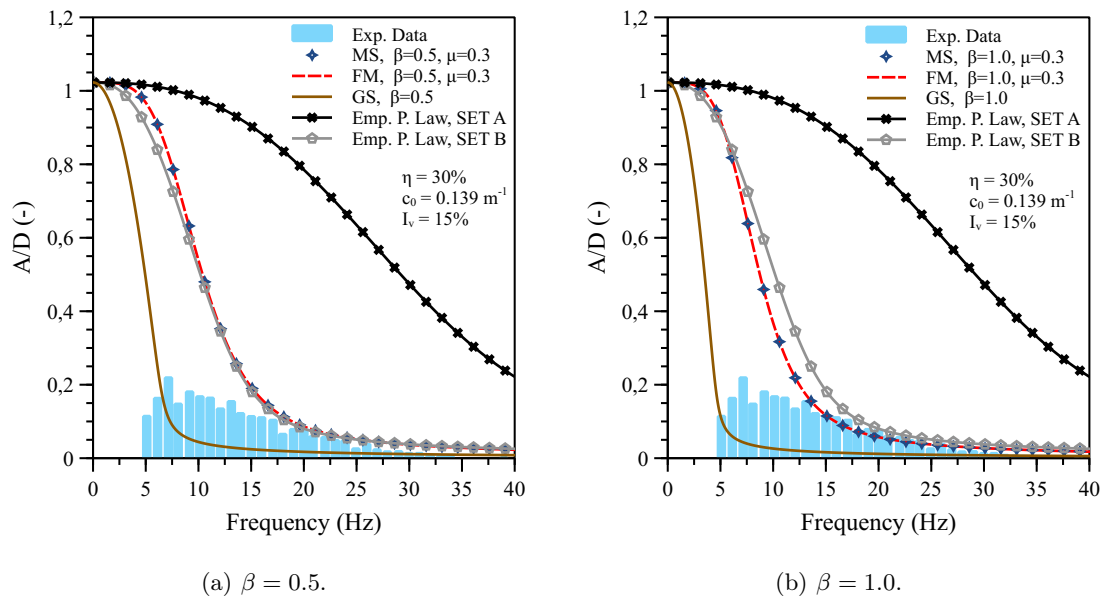 1,2
1
0,8
0,6
0,4
0,2
0
A/D (-)
0 5 10 15 20 25 30 35 40
Frequency (Hz)
Exp. Data
MS, β=0.5, μ=0.3
FM, β=0.5, μ=0.3
GS, β=0.5
Emp. P. Law, SET A
Emp. P. Law, SET B
η = 30%
c₀ = 0.139 m⁻¹
Iᵥ = 15%
(a) β = 0.5.
1,2
1
0,8
0,6
0,4
0,2
0
A/D (-)
0 5 10 15 20 25 30 35 40
Frequency (Hz)
Exp. Data
MS, β=1.0, μ=0.3
FM, β=1.0, μ=0.3
GS, β=1.0
Emp. P. Law, SET A
Emp. P. Law, SET B
η = 30%
c₀ = 0.139 m⁻¹
Iᵥ = 15%
(b) β = 1.0.